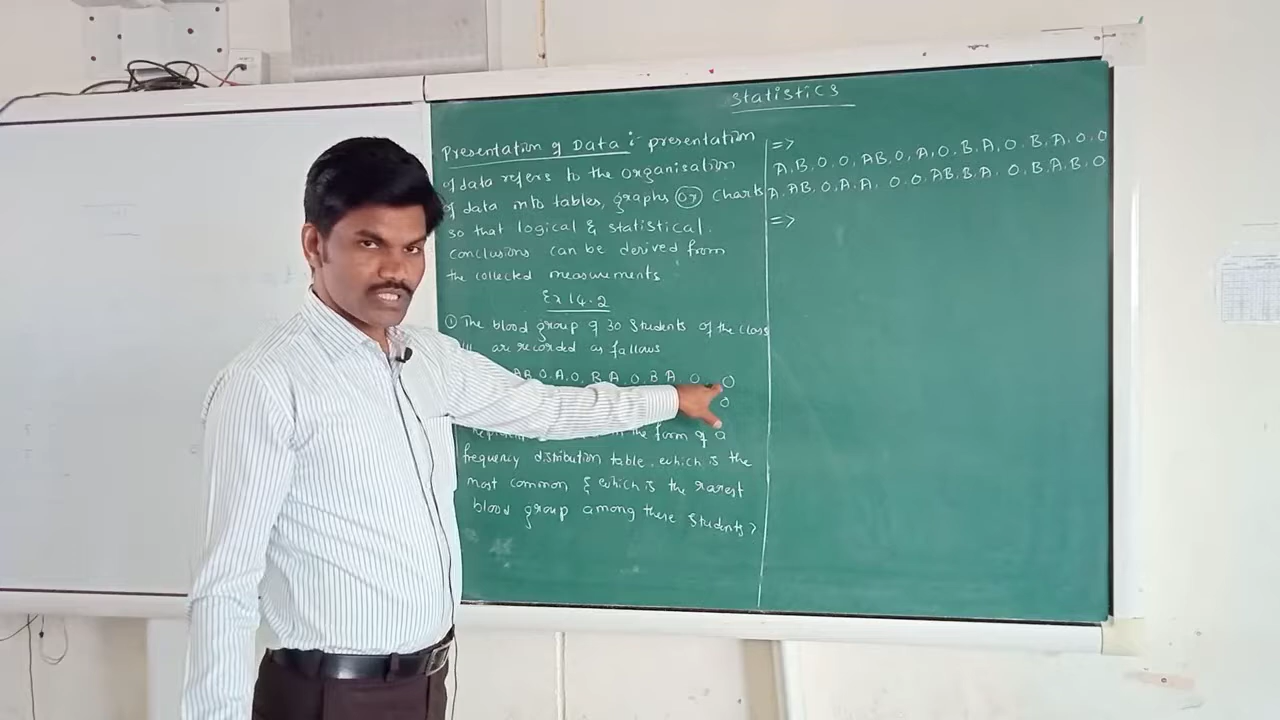 Statistics
Presentation of Data :- presentation
of data refers to the organisation
of data into tables, graphs (or) charts
so that logical & statistical
conclusions can be derived from
the collected measurements
Ex 14.2
① The blood group of 30 students of the class
are recorded as fallows
AB, O, A, O, B, A, O, B, A, O, O
O
the form of a
frequency distribution table. which is the
most common & which is the rarest
blood group among these students?
=>
A, B, O, O, AB, O, A, O, B, A, O, B, A, O, O
A, AB, O, A, A, O, O, AB, B, A, O, B, A, B, O
=>